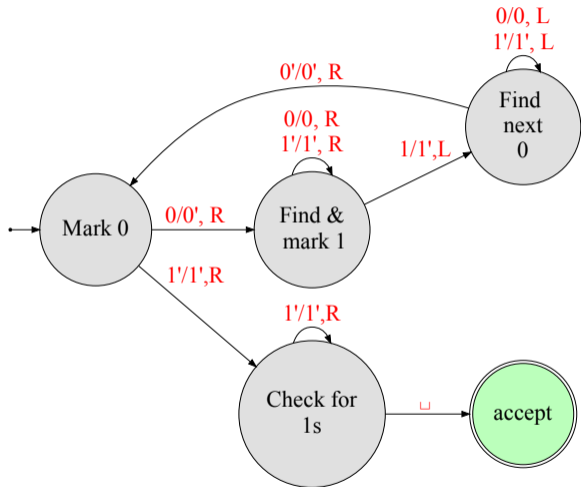 0/0, L
1'/1', L
Find
next
0
0'/0', R
0/0, R
1'/1', R
1/1',L
Mark 0
0/0', R
Find &
mark 1
1'/1',R
1'/1',R
Check for
1s
␣
accept